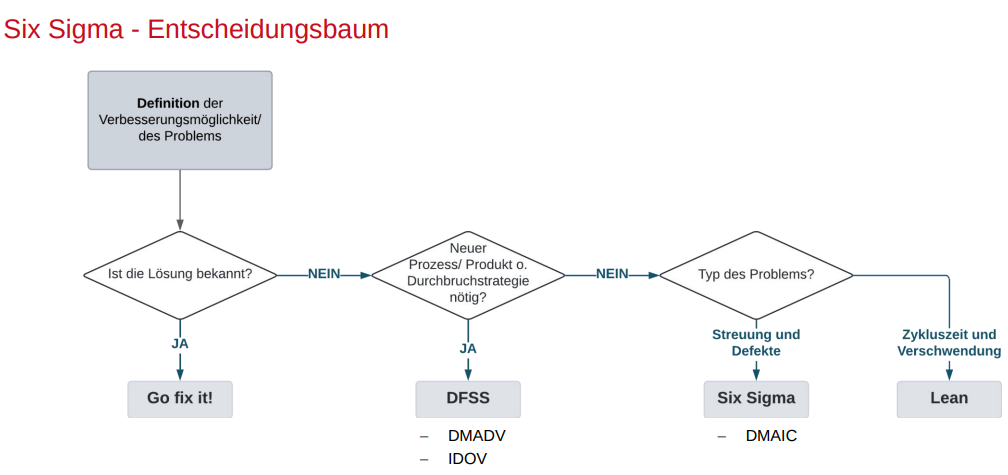 Six Sigma - Entscheidungsbaum
Definition der
Verbesserungsmöglichkeit/
des Problems
Ist die Lösung bekannt?
NEIN
Neuer
Prozess/ Produkt o.
Durchbruchstrategie
nötig?
NEIN
Typ des Problems?
JA
JA
Streuung und
Defekte
Zykluszeit und
Verschwendung
Go fix it!
DFSS
Six Sigma
Lean
– DMADV
– IDOV
– DMAIC